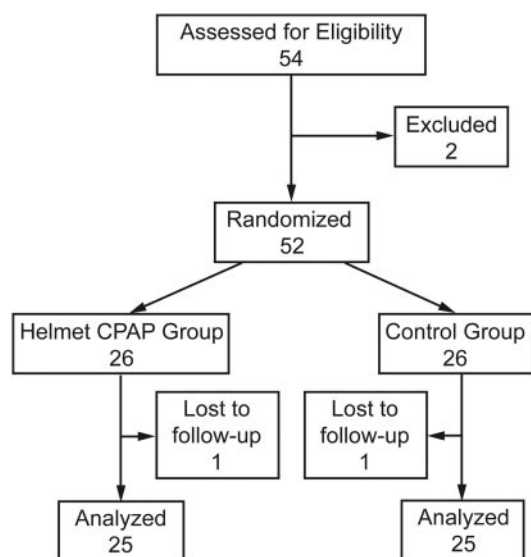 Assessed for Eligibility
54
Excluded
2
Randomized
52
Helmet CPAP Group
26
Control Group
26
Lost to
follow-up
1
Lost to
follow-up
1
Analyzed
25
Analyzed
25